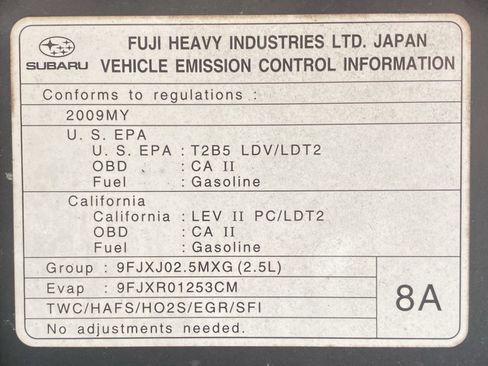 SUBARU
FUJI HEAVY INDUSTRIES LTD. JAPAN
VEHICLE EMISSION CONTROL INFORMATION
Conforms to regulations :
2009MY
U. S. EPA
U. S. EPA : T2B5 LDV/LDT2
OBD : CA II
Fuel : Gasoline
California
California : LEV II PC/LDT2
OBD : CA II
Fuel : Gasoline
Group : 9FJXJ02.5MXG (2.5L)
Evap : 9FJXR01253CM
TWC/HAFS/HO2S/EGR/SFI
No adjustments needed.
8A